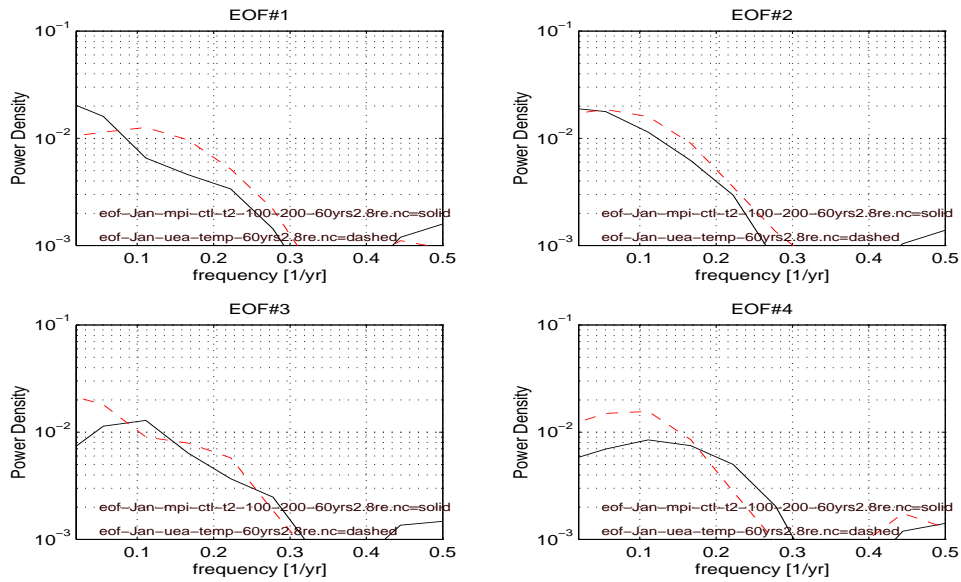 EOF#1
10⁻¹
10⁻²
10⁻³
Power Density
eof-Jan-mpi-ctl-t2-100-200-60yrs2.8re.nc=solid
eof-Jan-uea-temp-60yrs2.8re.nc=dashed
0.1 0.2 0.3 0.4 0.5
frequency [1/yr]
EOF#2
10⁻¹
10⁻²
10⁻³
Power Density
eof-Jan-mpi-ctl-t2-100-200-60yrs2.8re.nc=solid
eof-Jan-uea-temp-60yrs2.8re.nc=dashed
0.1 0.2 0.3 0.4 0.5
frequency [1/yr]
EOF#3
10⁻¹
10⁻²
10⁻³
Power Density
eof-Jan-mpi-ctl-t2-100-200-60yrs2.8re.nc=solid
eof-Jan-uea-temp-60yrs2.8re.nc=dashed
0.1 0.2 0.3 0.4 0.5
frequency [1/yr]
EOF#4
10⁻¹
10⁻²
10⁻³
Power Density
eof-Jan-mpi-ctl-t2-100-200-60yrs2.8re.nc=solid
eof-Jan-uea-temp-60yrs2.8re.nc=dashed
0.1 0.2 0.3 0.4 0.5
frequency [1/yr]